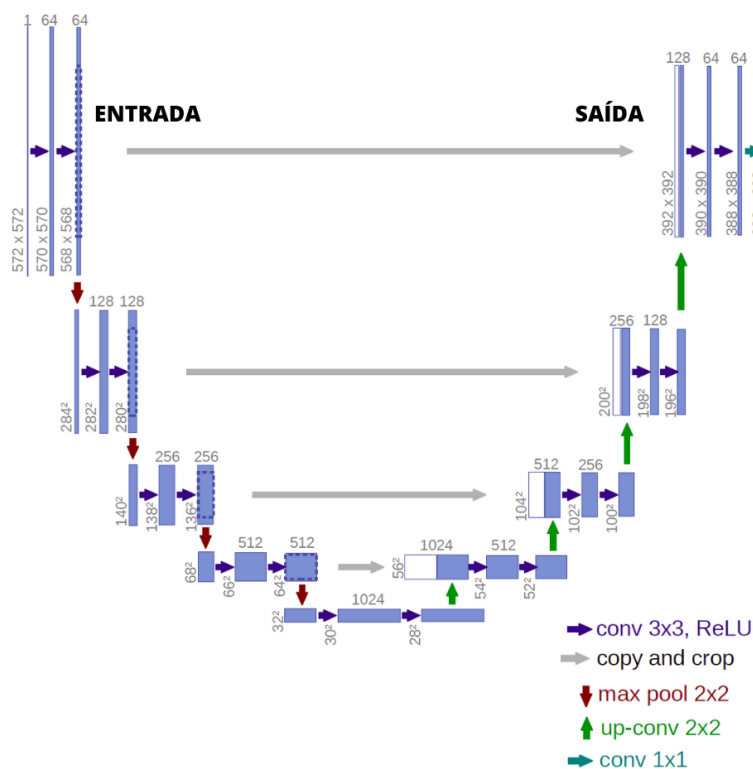 1 64 64
128 64 64
ENTRADA
SAÍDA
572 x 572
570 x 570
568 x 568
392 x 392
390 x 390
388 x 388
128 128
256 128
284²
282²
280²
200²
198²
196²
256 256
512 256
140²
138²
136²
104²
102²
100²
512 512
1024 512
68²
66²
64²
56²
54²
52²
1024
32²
30²
28²
conv 3x3, ReLU
copy and crop
max pool 2x2
up-conv 2x2
conv 1x1